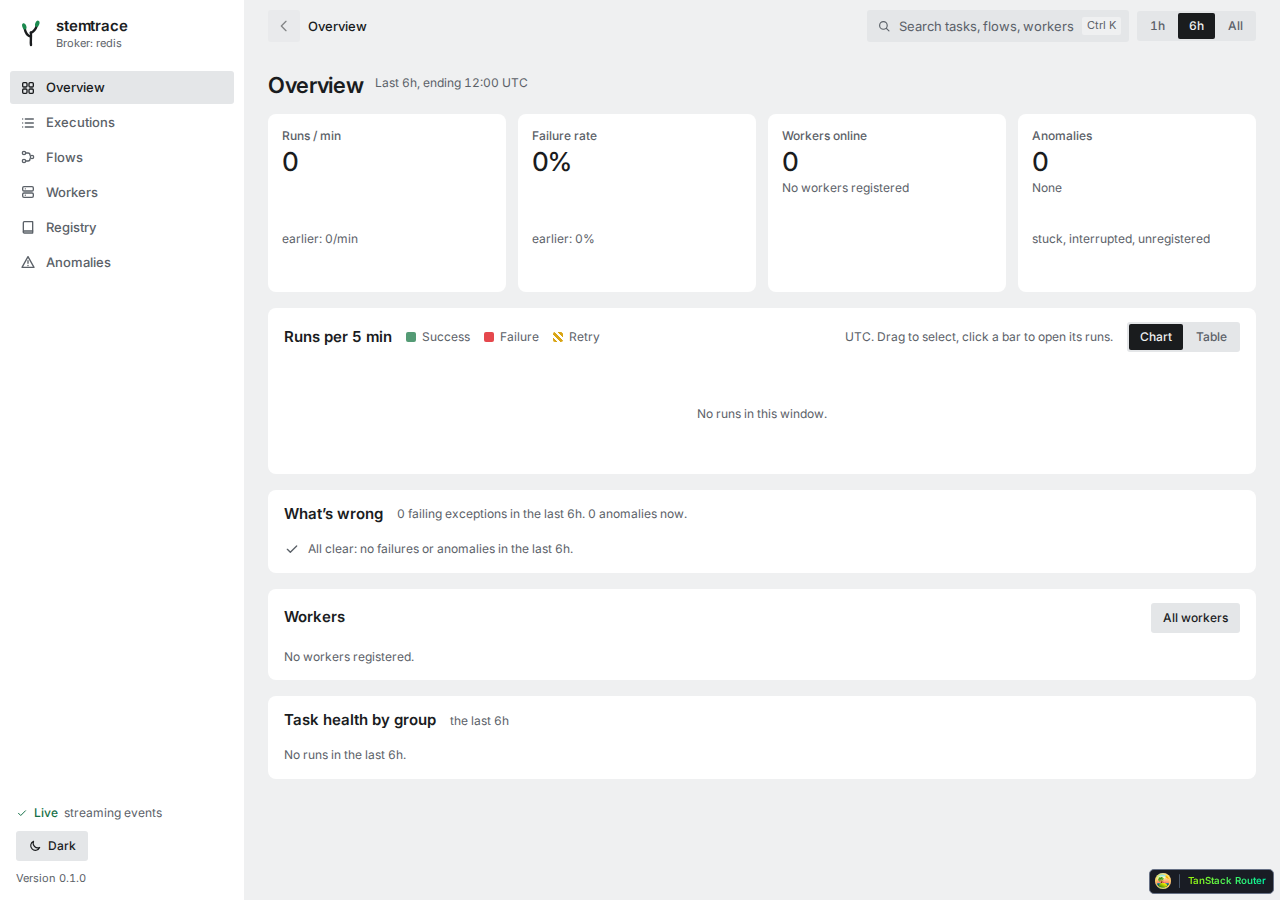 stemtrace
Broker: redis
Overview
Executions
Flows
Workers
Registry
Anomalies
Live streaming events
Dark
Version 0.1.0
Overview
Search tasks, flows, workers Ctrl K
1h 6h All
Overview Last 6h, ending 12:00 UTC
Runs / min
0
earlier: 0/min
Failure rate
0%
earlier: 0%
Workers online
0
No workers registered
Anomalies
0
None
stuck, interrupted, unregistered
Runs per 5 min Success Failure Retry UTC. Drag to select, click a bar to open its runs. Chart Table
No runs in this window.
What’s wrong 0 failing exceptions in the last 6h. 0 anomalies now.
All clear: no failures or anomalies in the last 6h.
Workers All workers
No workers registered.
Task health by group the last 6h
No runs in the last 6h.
TanStack Router